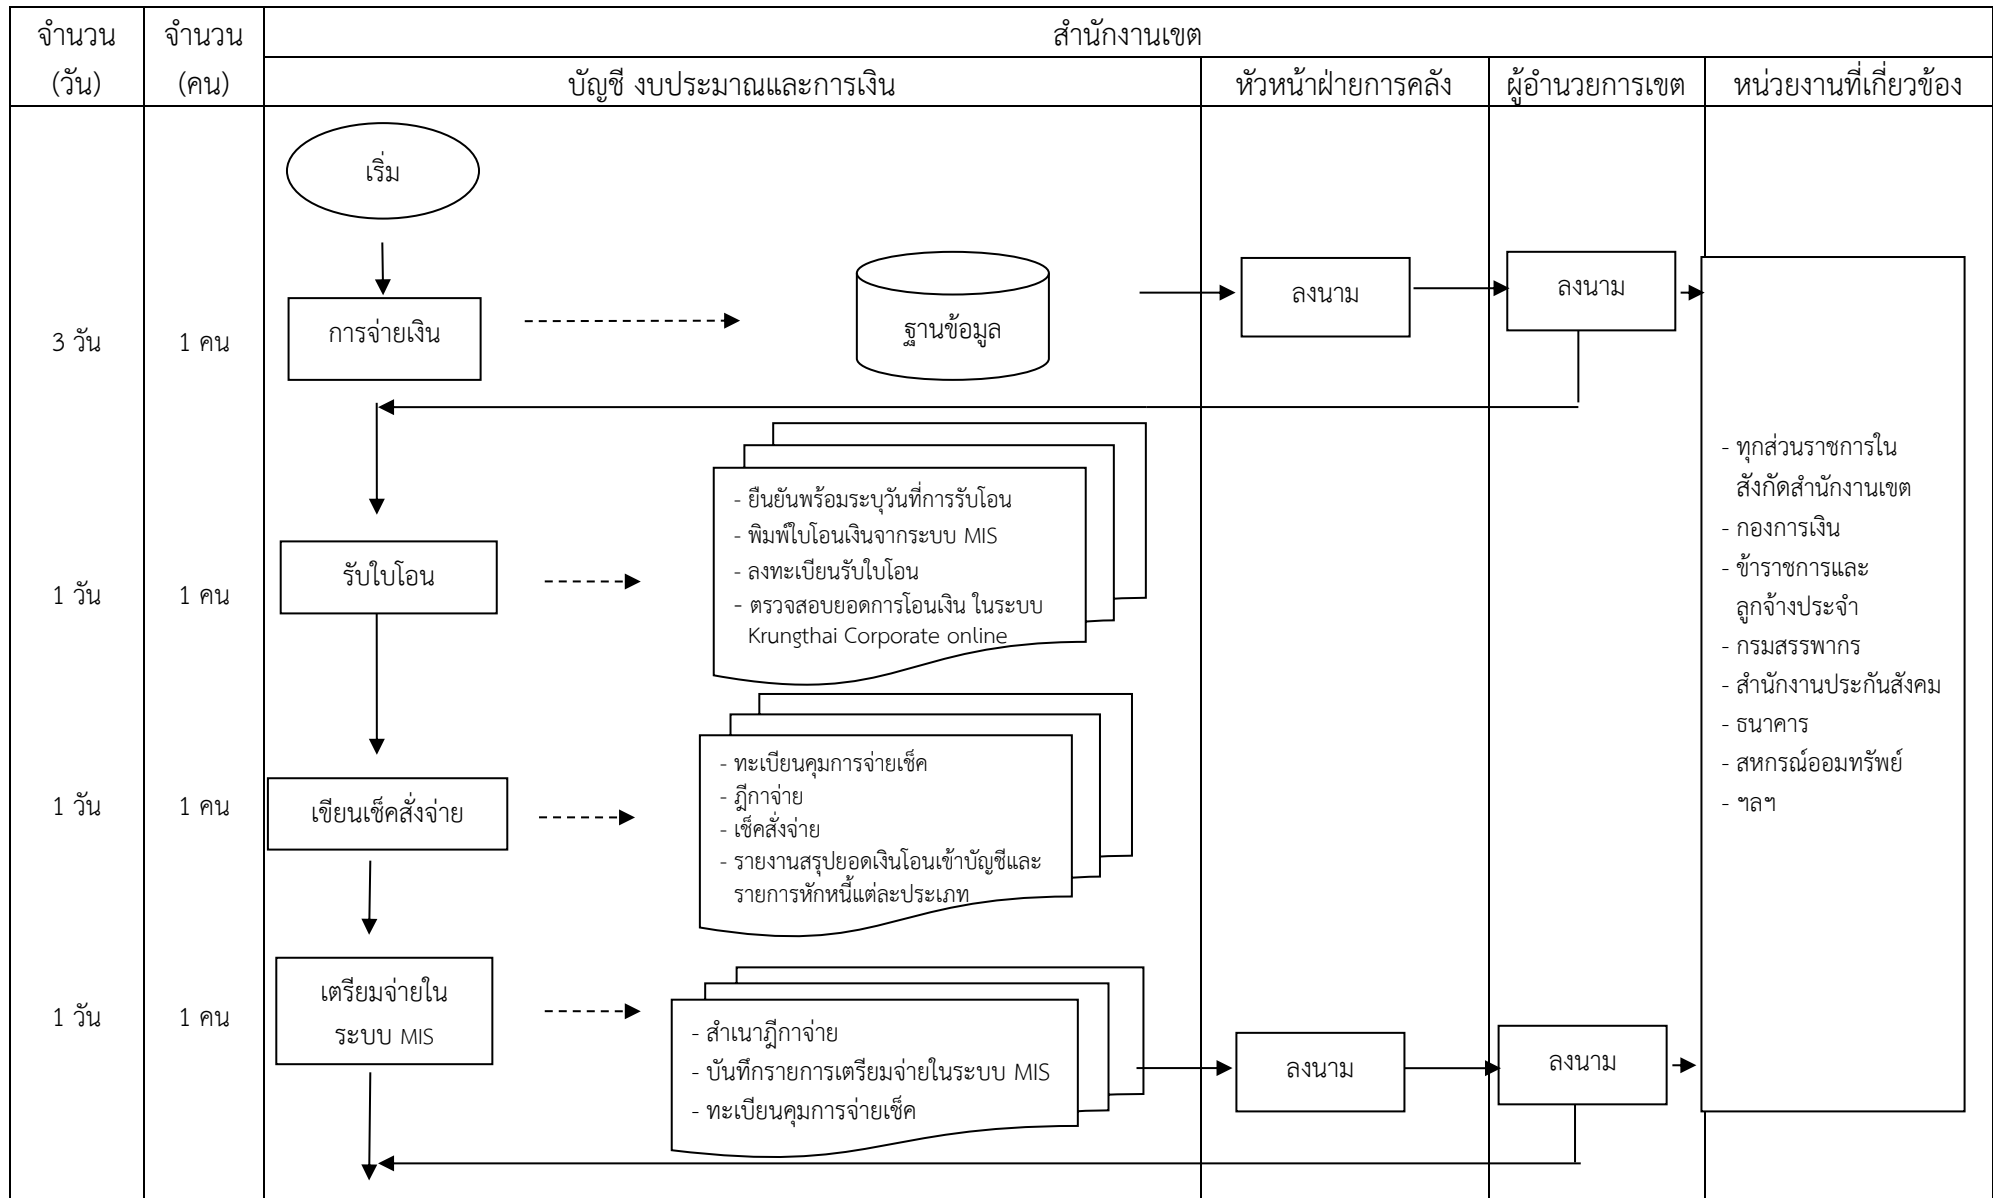 จำนวน
(วัน)
จำนวน
(คน)
สำนักงานเขต
บัญชี งบประมาณและการเงิน
หัวหน้าฝ่ายการคลัง
ผู้อำนวยการเขต
หน่วยงานที่เกี่ยวข้อง
เริ่ม
3 วัน
1 คน
การจ่ายเงิน
ฐานข้อมูล
ลงนาม
ลงนาม
1 วัน
1 คน
รับใบโอน
- ยืนยันพร้อมระบุวันที่การรับโอน
- พิมพ์ใบโอนเงินจากระบบ MIS
- ลงทะเบียนรับใบโอน
- ตรวจสอบยอดการโอนเงิน ในระบบ
Krungthai Corporate online
- ทุกส่วนราชการใน
สังกัดสำนักงานเขต
- กองการเงิน
- ข้าราชการและ
ลูกจ้างประจำ
- กรมสรรพากร
- สำนักงานประกันสังคม
- ธนาคาร
- สหกรณ์ออมทรัพย์
- ฯลฯ
1 วัน
1 คน
เขียนเช็คสั่งจ่าย
- ทะเบียนคุมการจ่ายเช็ค
- ฎีกาจ่าย
- เช็คสั่งจ่าย
- รายงานสรุปยอดเงินโอนเข้าบัญชีและ
รายการหักหนี้แต่ละประเภท
1 วัน
1 คน
เตรียมจ่ายใน
ระบบ MIS
- สำเนาฎีกาจ่าย
- บันทึกรายการเตรียมจ่ายในระบบ MIS
- ทะเบียนคุมการจ่ายเช็ค
ลงนาม
ลงนาม